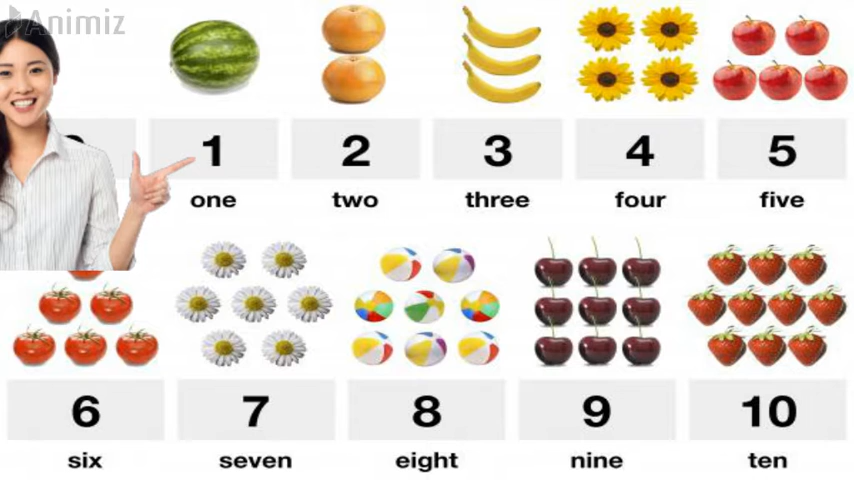 Animiz
1 2 3 4 5
one two three four five
6 7 8 9 10
six seven eight nine ten